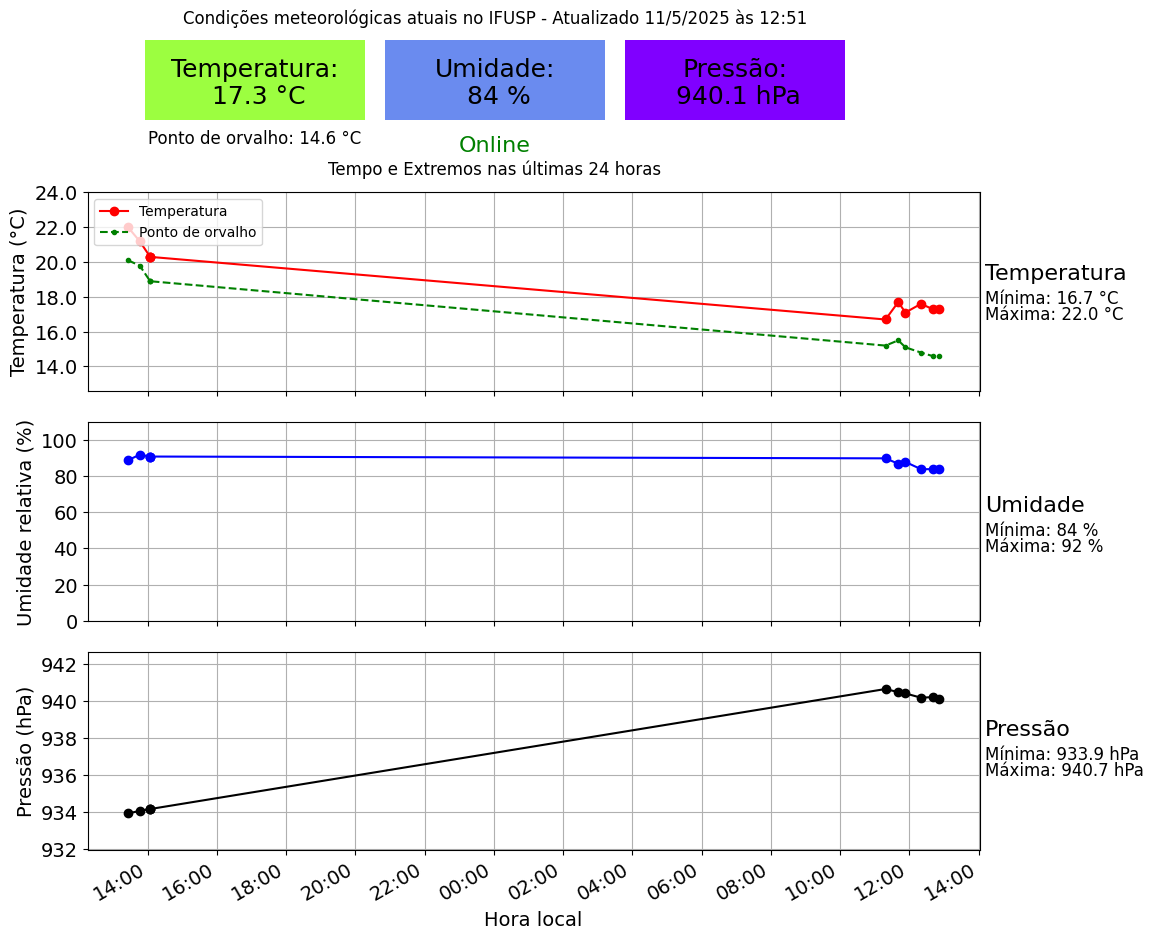 Condições meteorológicas atuais no IFUSP - Atualizado 11/5/2025 às 12:51
Temperatura:
17.3 °C
Umidade:
84 %
Pressão:
940.1 hPa
Ponto de orvalho: 14.6 °C
Online
Tempo e Extremos nas últimas 24 horas
Temperatura (°C)
24.0
22.0
20.0
18.0
16.0
14.0
Temperatura
Ponto de orvalho
Temperatura
Mínima: 16.7 °C
Máxima: 22.0 °C
Umidade relativa (%)
100
80
60
40
20
0
Umidade
Mínima: 84 %
Máxima: 92 %
Pressão (hPa)
942
940
938
936
934
932
Pressão
Mínima: 933.9 hPa
Máxima: 940.7 hPa
14:00 16:00 18:00 20:00 22:00 00:00 02:00 04:00 06:00 08:00 10:00 12:00 14:00
Hora local